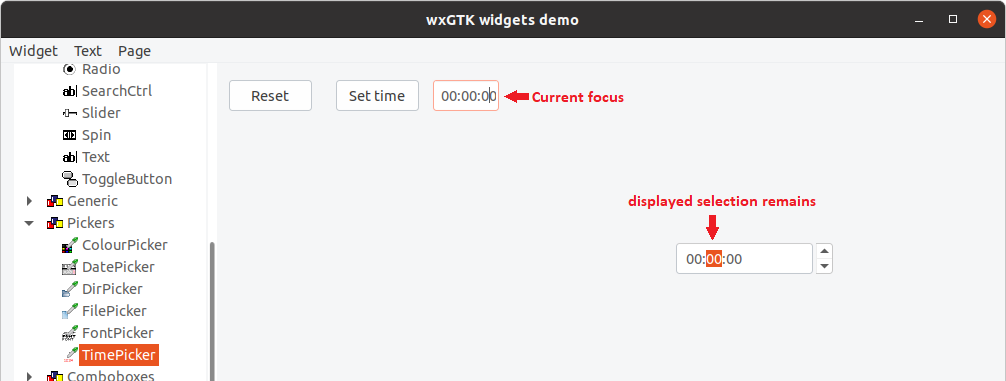 wxGTK widgets demo
Widget Text Page
Radio
SearchCtrl
Slider
Spin
Text
ToggleButton
Generic
Pickers
ColourPicker
DatePicker
DirPicker
FilePicker
FontPicker
TimePicker
Comboboxes
Reset Set time 00:00:00 Current focus
displayed selection remains
00:00:00